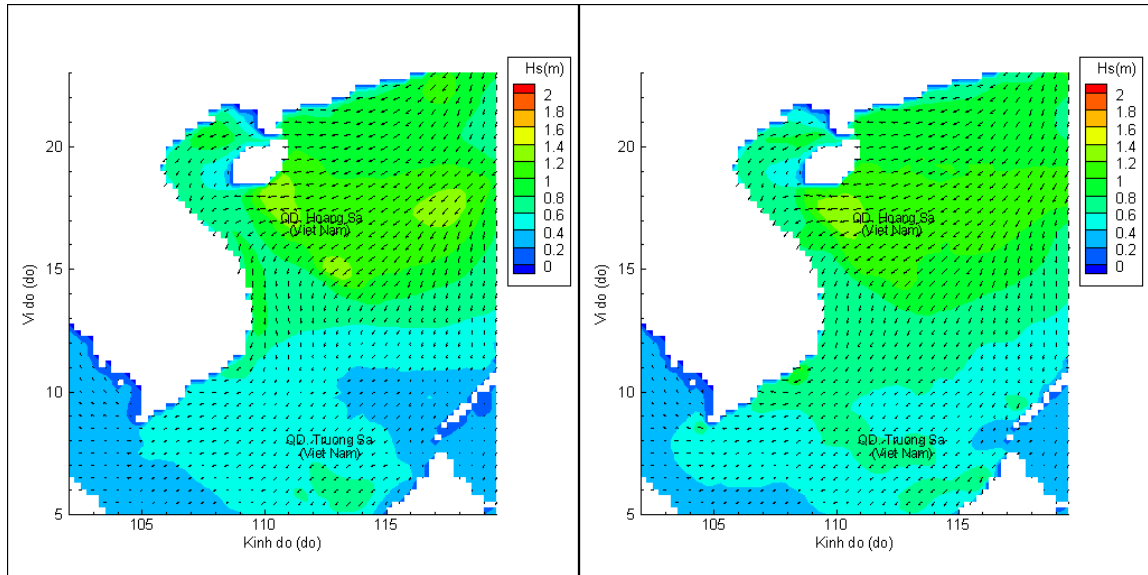 Hs(m)
2
1.8
1.6
1.4
1.2
1
0.8
0.6
0.4
0.2
0
20
15
10
5
Vi do (do)
QD. Hoang Sa
(Viet Nam)
QD. Truong Sa
(Viet Nam)
105
110
115
Kinh do (do)
Hs(m)
2
1.8
1.6
1.4
1.2
1
0.8
0.6
0.4
0.2
0
20
15
10
5
Vi do (do)
QD. Hoang Sa
(Viet Nam)
QD. Truong Sa
(Viet Nam)
105
110
115
Kinh do (do)